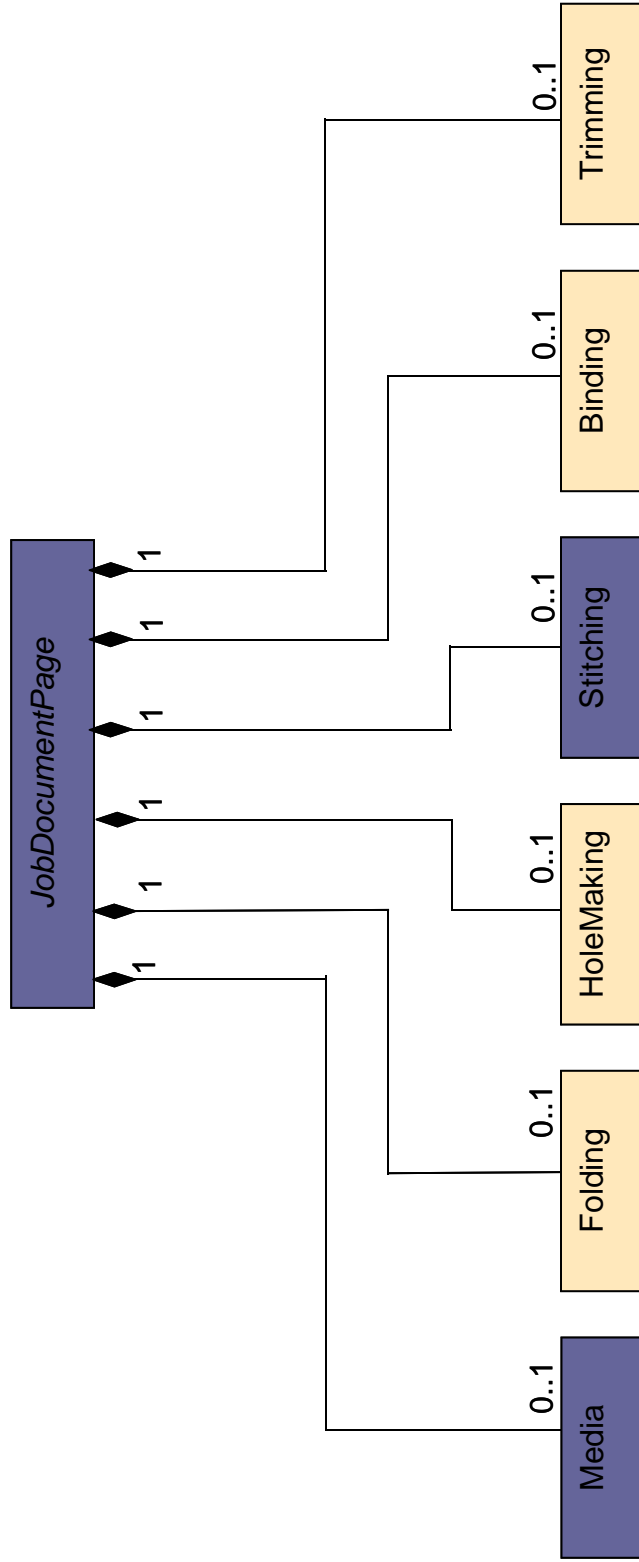 JobDocumentPage
1
1
1
1
1
1
0..1
0..1
0..1
0..1
0..1
0..1
Media
Folding
HoleMaking
Stitching
Binding
Trimming